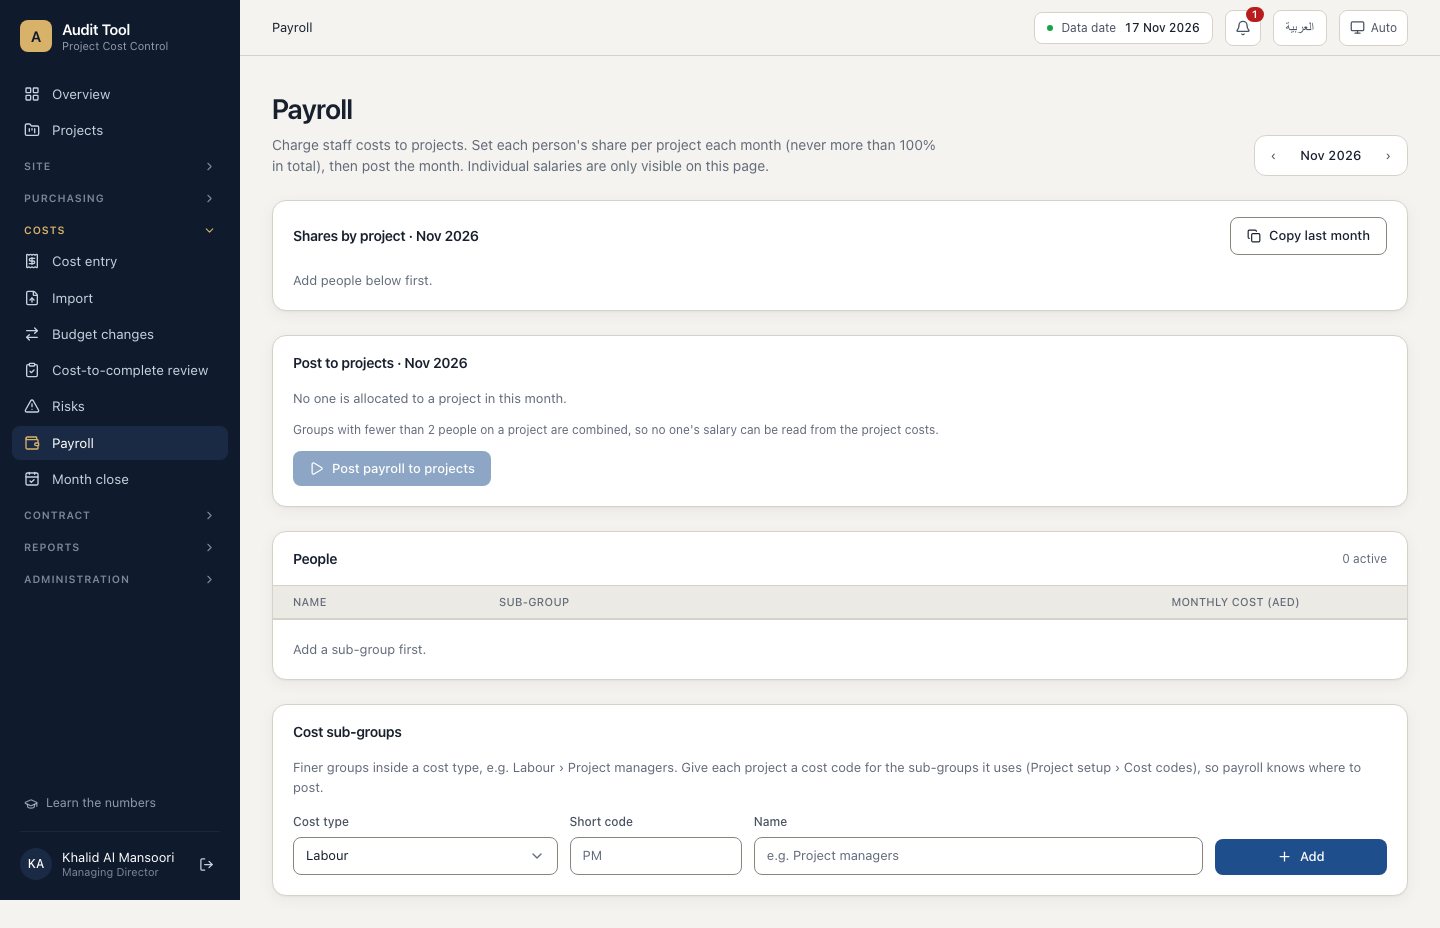 A
Audit Tool
Project Cost Control
Overview
Projects
SITE
PURCHASING
COSTS
Cost entry
Import
Budget changes
Cost-to-complete review
Risks
Payroll
Month close
CONTRACT
REPORTS
ADMINISTRATION
Learn the numbers
KA
Khalid Al Mansoori
Managing Director
Payroll
Data date 17 Nov 2026
1
العربية
Auto
Payroll
Charge staff costs to projects. Set each person's share per project each month (never more than 100%
in total), then post the month. Individual salaries are only visible on this page.
‹ Nov 2026 ›
Shares by project · Nov 2026
Copy last month
Add people below first.
Post to projects · Nov 2026
No one is allocated to a project in this month.
Groups with fewer than 2 people on a project are combined, so no one's salary can be read from the project costs.
Post payroll to projects
People
0 active
NAME SUB-GROUP MONTHLY COST (AED)
Add a sub-group first.
Cost sub-groups
Finer groups inside a cost type, e.g. Labour › Project managers. Give each project a cost code for the sub-groups it uses (Project setup › Cost codes), so payroll knows where to
post.
Cost type Short code Name
Labour PM e.g. Project managers + Add